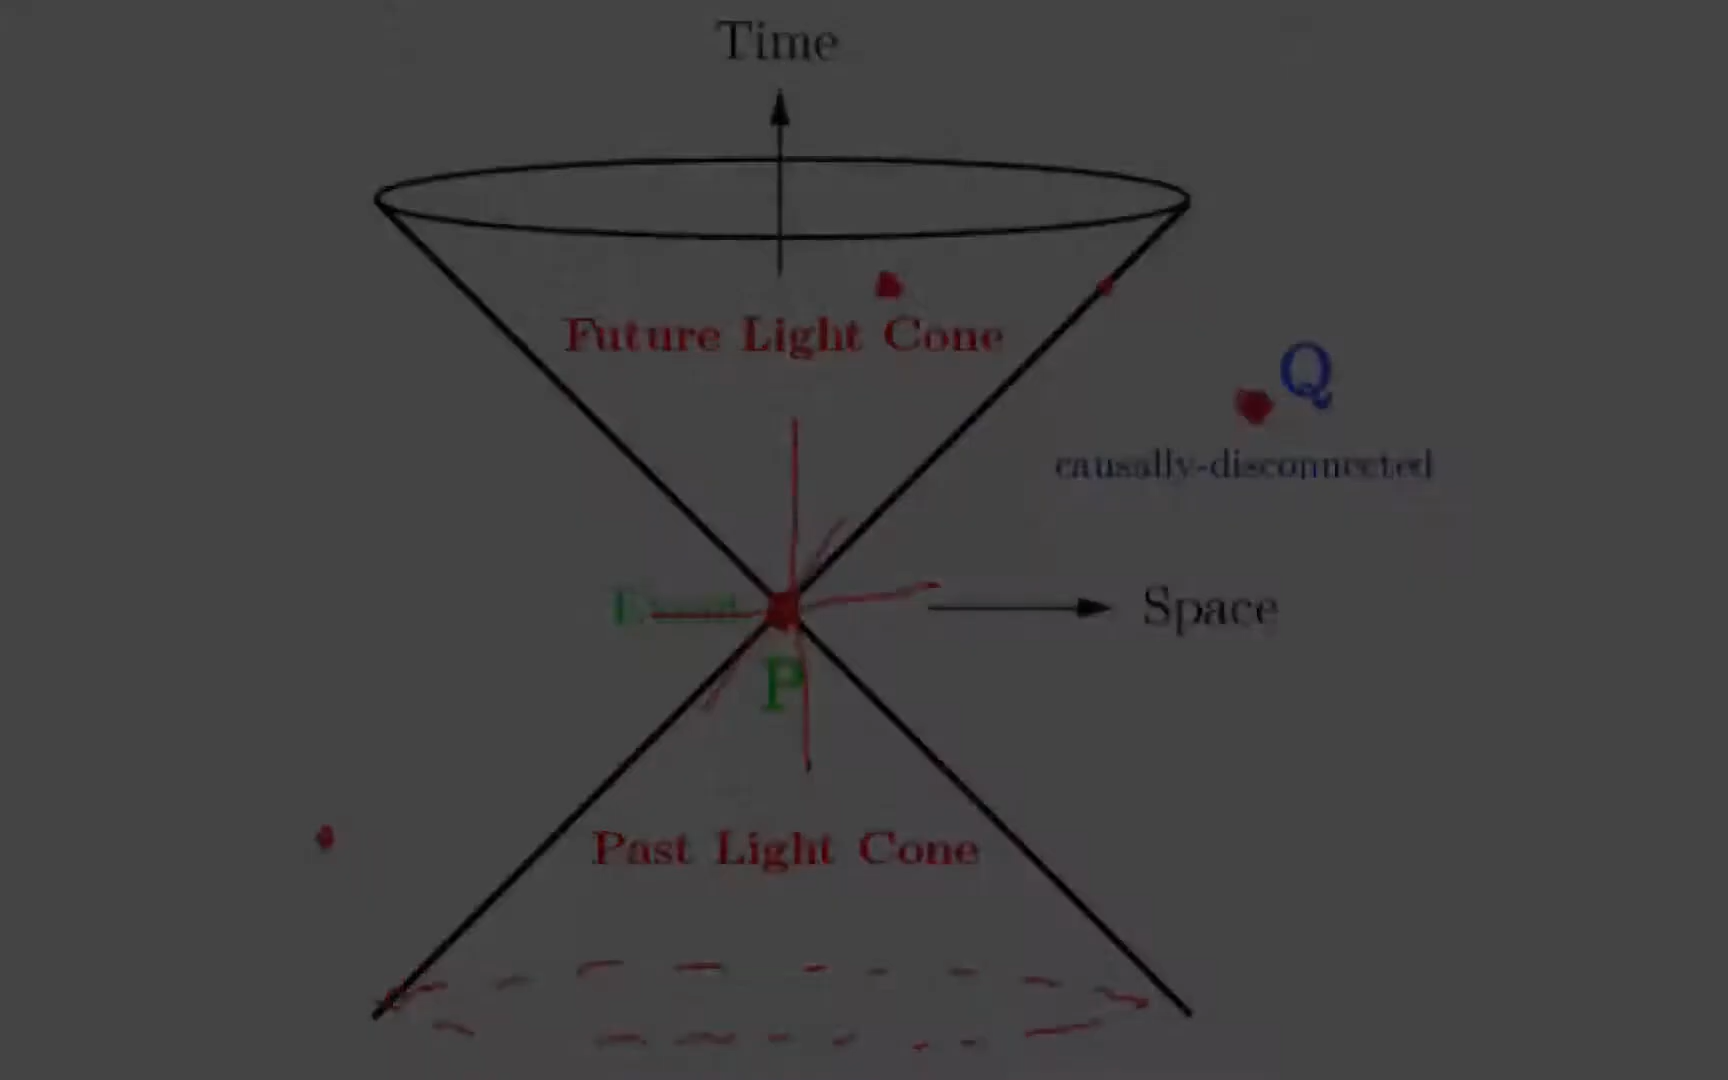 Time
Future Light Cone
Q
causally-disconnected
Space
P
Past Light Cone